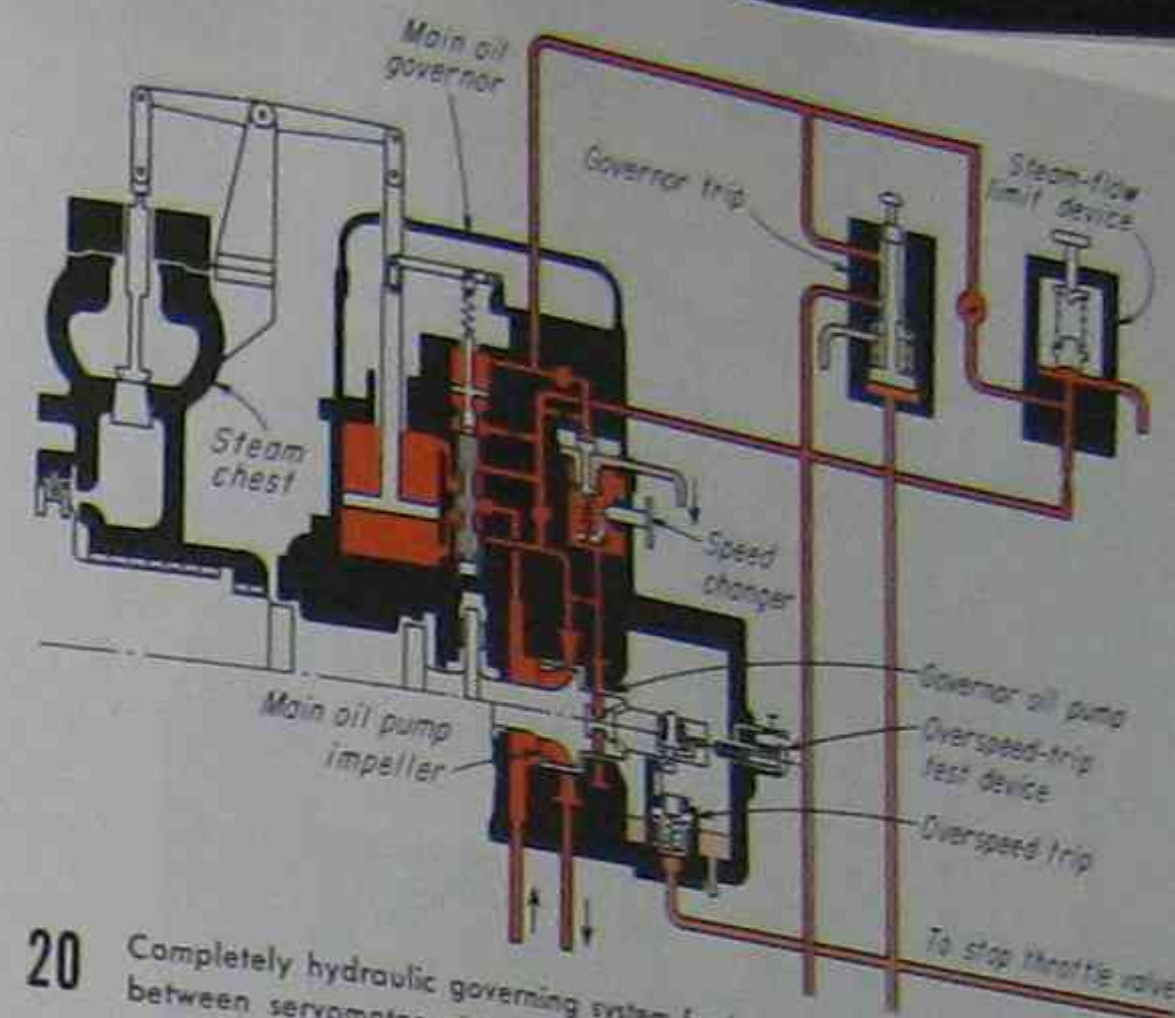 Main oil
governor
Governor trip
Steam-flow
limit device
Steam
chest
Speed
changer
Main oil pump
impeller
Governor oil pump
Overspeed-trip
test device
Overspeed trip
To stop throttle valve
20 Completely hydraulic governing system
between